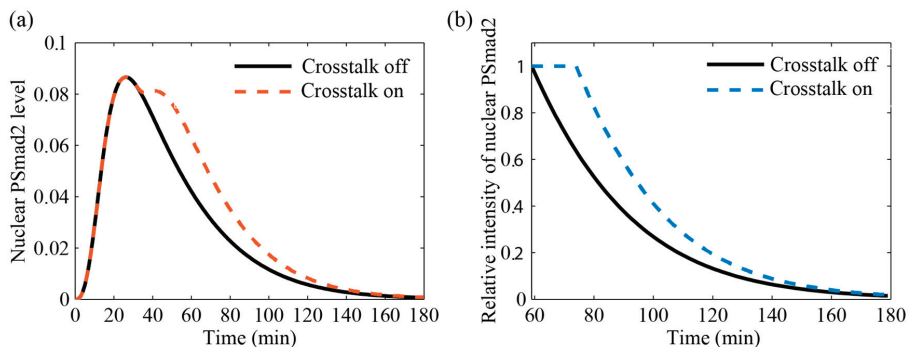 (a)
0.1
0.08
0.06
0.04
0.02
0
Nuclear PSmad2 level
Crosstalk off
Crosstalk on
0 20 40 60 80 100 120 140 160 180
Time (min)
(b)
1
0.8
0.6
0.4
0.2
0
Relative intensity of nuclear PSmad2
Crosstalk off
Crosstalk on
60 80 100 120 140 160 180
Time (min)